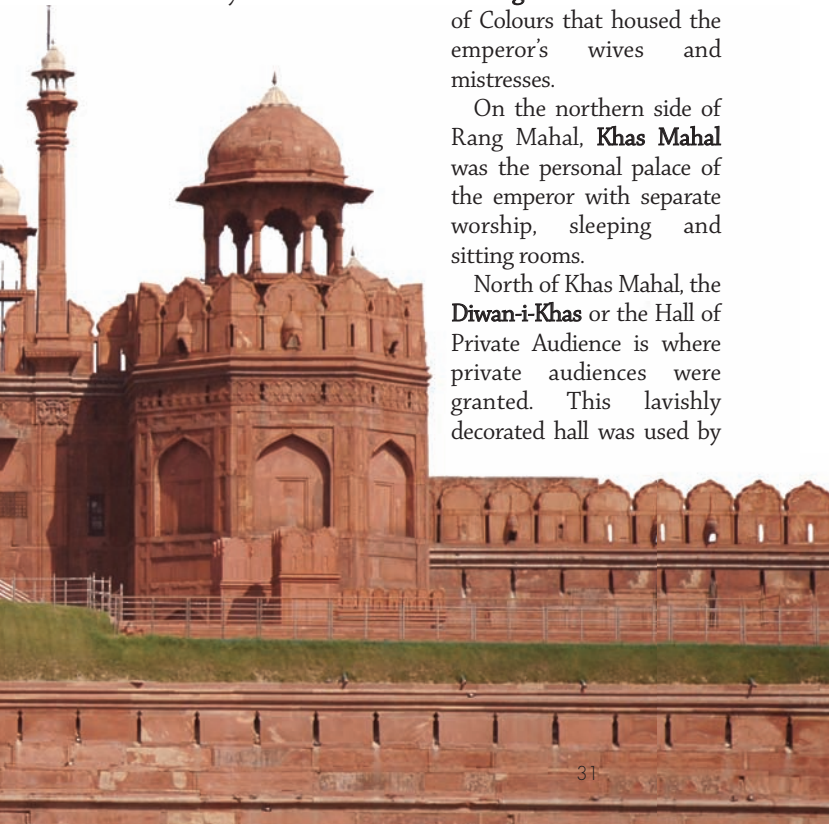 of Colours that housed the
emperor's wives and
mistresses.
On the northern side of
Rang Mahal, Khas Mahal
was the personal palace of
the emperor with separate
worship, sleeping and
sitting rooms.
North of Khas Mahal, the
Diwan-i-Khas or the Hall of
Private Audience is where
private audiences were
granted. This lavishly
decorated hall was used by
31